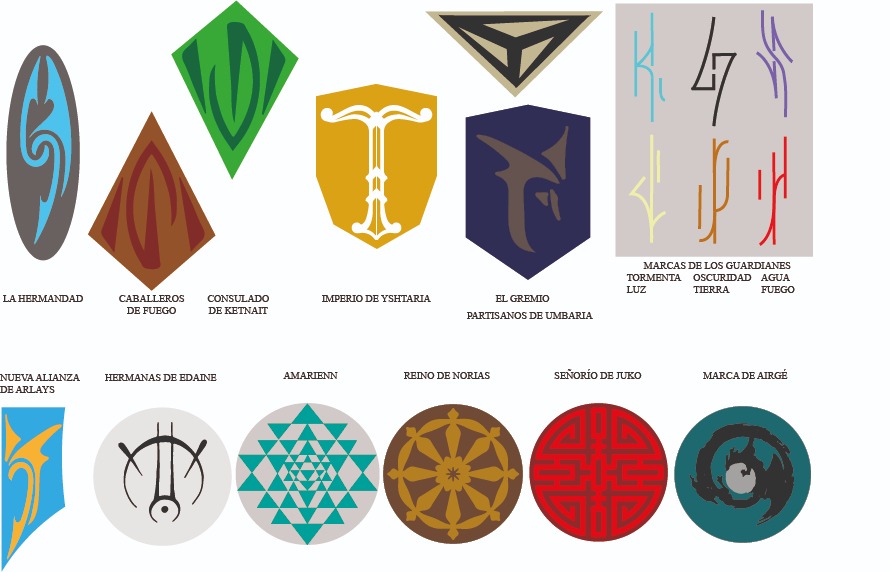 LA HERMANDAD
CABALLEROS
DE FUEGO
CONSULADO
DE KETNAIT
IMPERIO DE YSHTARIA
EL GREMIO
PARTISANOS DE UMBARIA
MARCAS DE LOS GUARDIANES
TORMENTA OSCURIDAD AGUA
LUZ TIERRA FUEGO
NUEVA ALIANZA
DE ARLAYS
HERMANAS DE EDAINE
AMARIENN
REINO DE NORIAS
SEÑORÍO DE JUKO
MARCA DE AIRGÉ